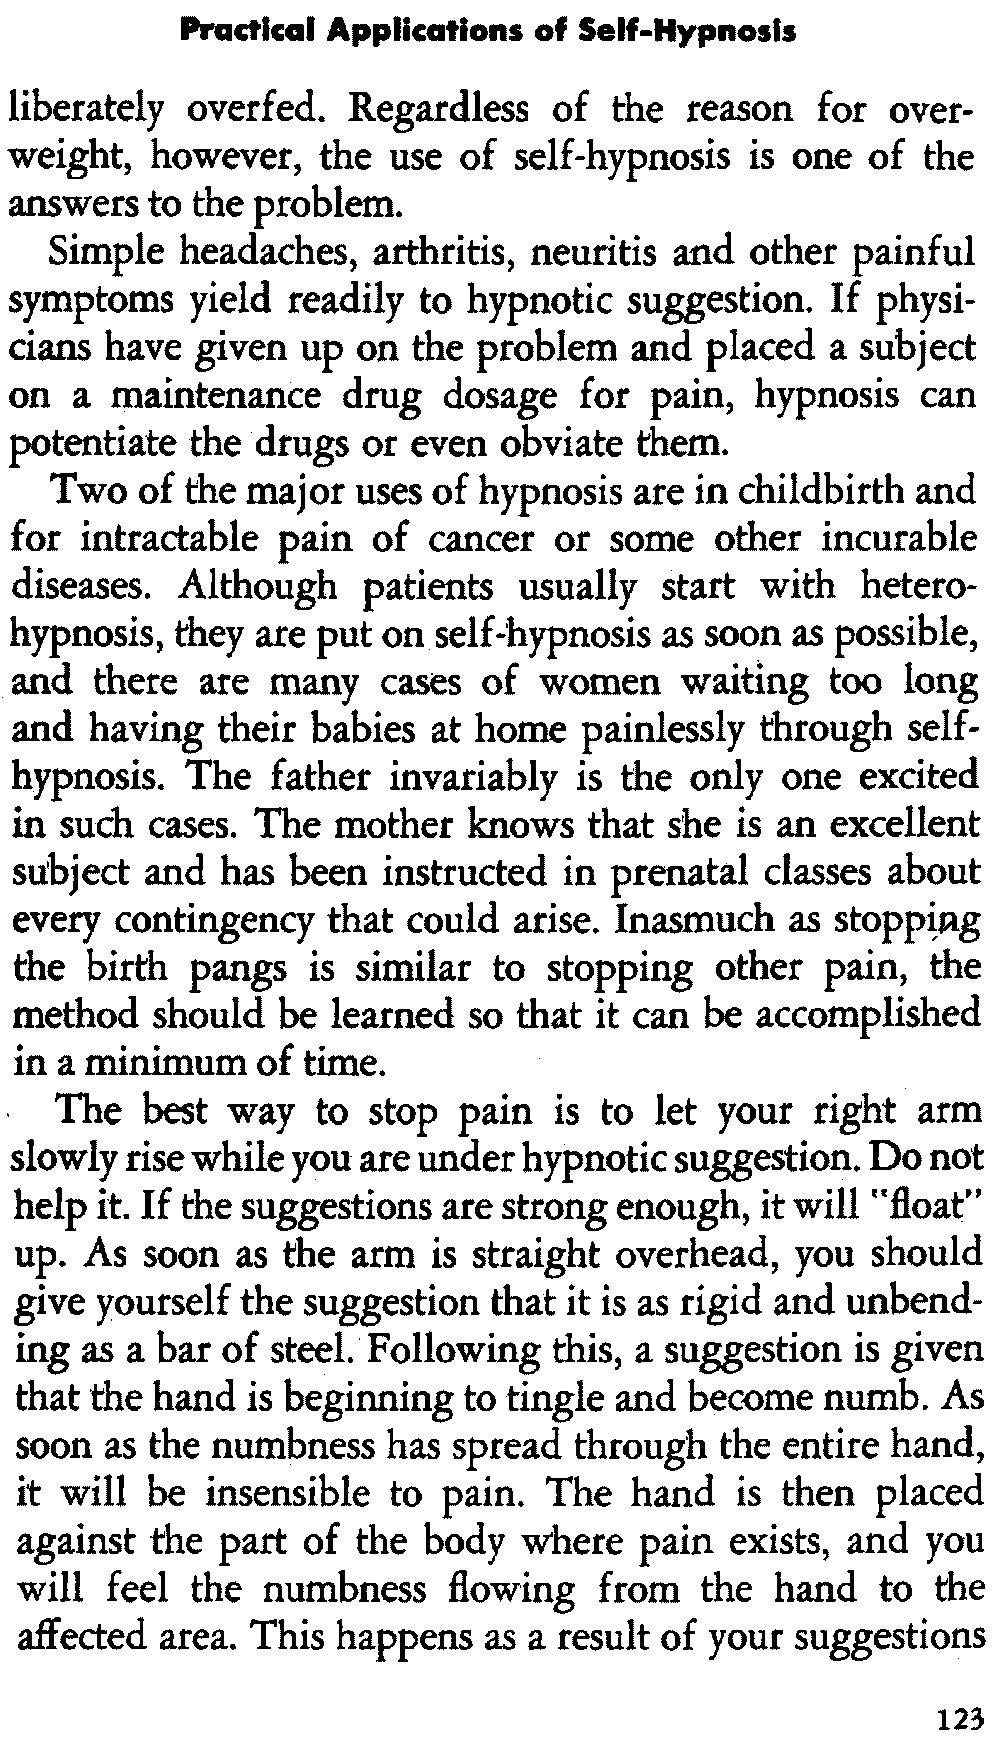 Practical Applications of Self-Hypnosis
liberately overfed. Regardless of the reason for over-
weight, however, the use of self-hypnosis is one of the
answers to the problem.
Simple headaches, arthritis, neuritis and other painful
symptoms yield readily to hypnotic suggestion. If physi-
cians have given up on the problem and placed a subject
on a maintenance drug dosage for pain, hypnosis can
potentiate the drugs or even obviate them.
Two of the major uses of hypnosis are in childbirth and
for intractable pain of cancer or some other incurable
diseases. Although patients usually start with hetero-
hypnosis, they are put on self-hypnosis as soon as possible,
and there are many cases of women waiting too long
and having their babies at home painlessly through self-
hypnosis. The father invariably is the only one excited
in such cases. The mother knows that she is an excellent
subject and has been instructed in prenatal classes about
every contingency that could arise. Inasmuch as stopping
the birth pangs is similar to stopping other pain, the
method should be learned so that it can be accomplished
in a minimum of time.
The best way to stop pain is to let your right arm
slowly rise while you are under hypnotic suggestion. Do not
help it. If the suggestions are strong enough, it will "float"
up. As soon as the arm is straight overhead, you should
give yourself the suggestion that it is as rigid and unbend-
ing as a bar of steel. Following this, a suggestion is given
that the hand is beginning to tingle and become numb. As
soon as the numbness has spread through the entire hand,
it will be insensible to pain. The hand is then placed
against the part of the body where pain exists, and you
will feel the numbness flowing from the hand to the
affected area. This happens as a result of your suggestions
123